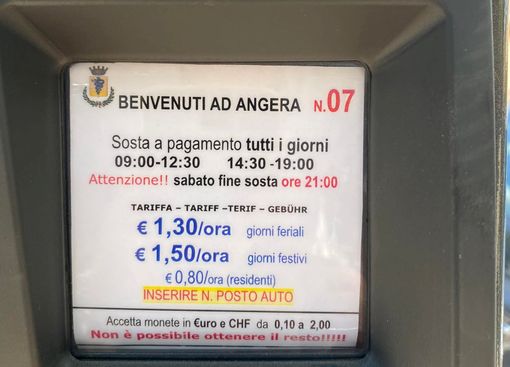 BENVENUTI AD ANGERA N.07
Sosta a pagamento tutti i giorni
09:00-12:30 14:30 -19:00
Attenzione!! sabato fine sosta ore 21:00
TARIFFA – TARIFF –TERIF – GEBÜHR
€ 1,30/ora giorni feriali
€ 1,50/ora giorni festivi
€ 0,80/ora (residenti)
INSERIRE N. POSTO AUTO
Accetta monete in €uro e CHF da 0,10 a 2,00
Non è possibile ottenere il resto!!!!!